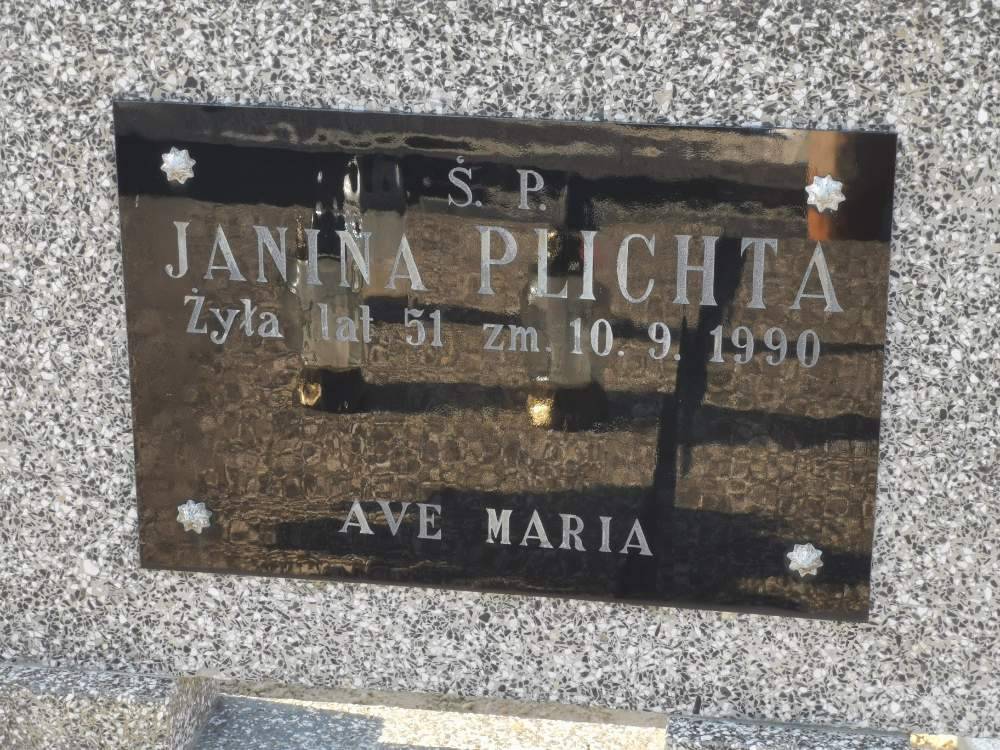 Ś. P.
JANINA PLICHTA
Żyła lat 51 zm. 10. 9. 1990
AVE MARIA